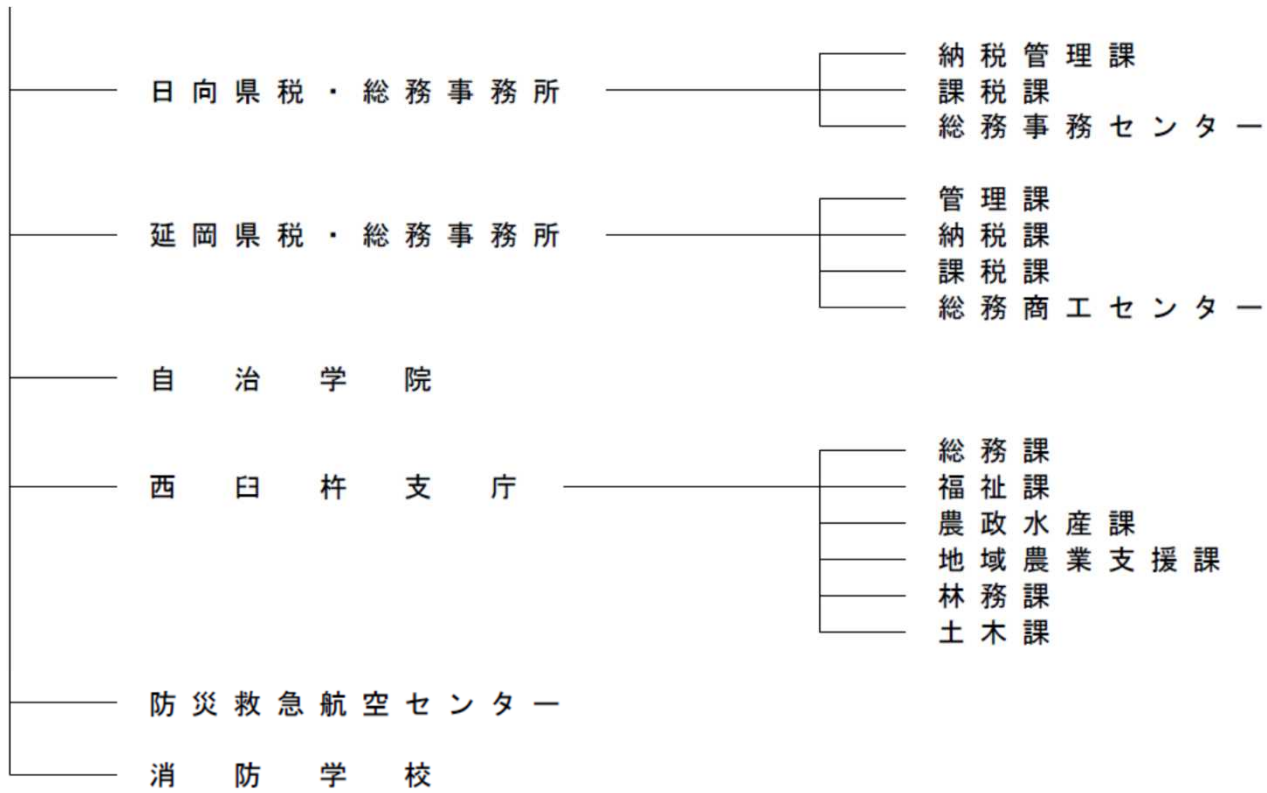 日向県税・総務事務所
納税管理課
課税課
総務事務センター
延岡県税・総務事務所
管理課
納税課
課税課
総務商工センター
自治学院
西臼杵支庁
総務課
福祉課
農政水産課
地域農業支援課
林務課
土木課
防災救急航空センター
消防学校